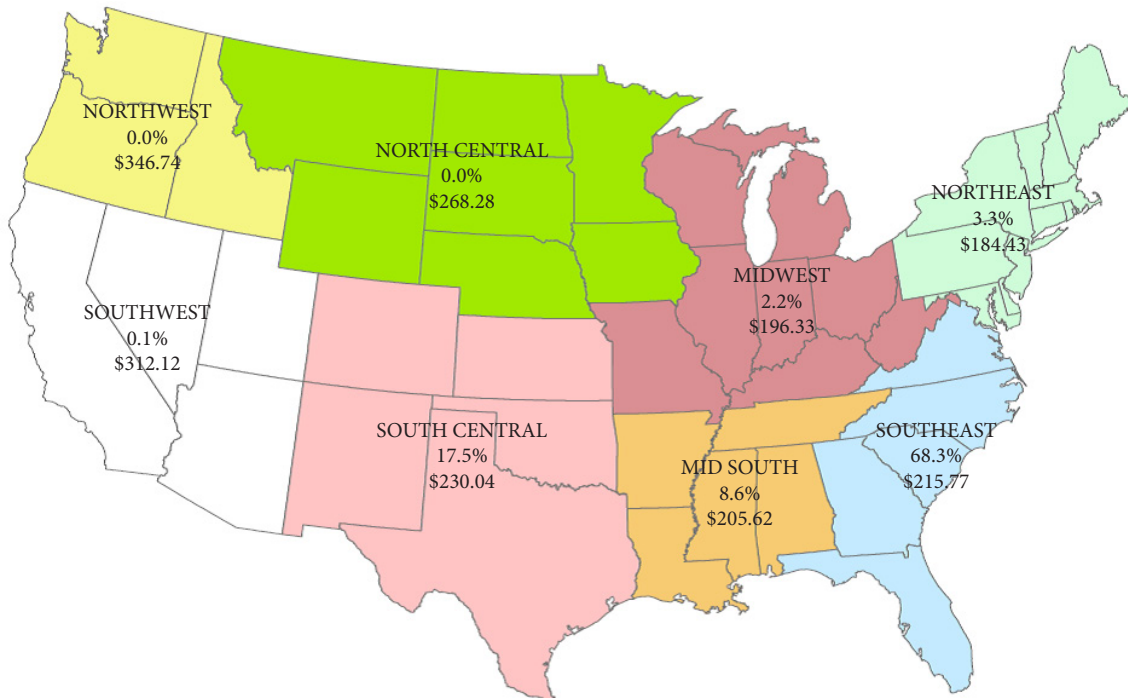 NORTHWEST
0.0%
$346.74
NORTH CENTRAL
0.0%
$268.28
NORTHEAST
3.3%
$184.43
MIDWEST
2.2%
$196.33
SOUTHWEST
0.1%
$312.12
SOUTH CENTRAL
17.5%
$230.04
MID SOUTH
8.6%
$205.62
SOUTHEAST
68.3%
$215.77